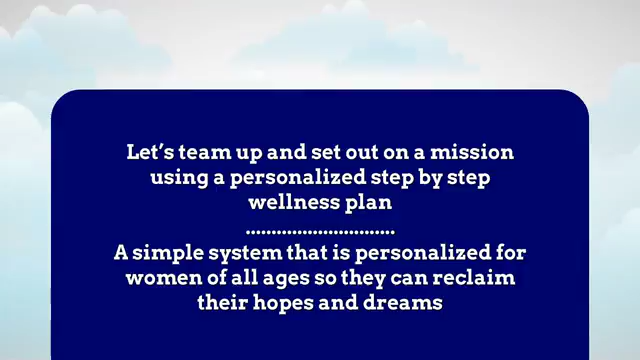 Let’s team up and set out on a mission
using a personalized step by step
wellness plan
.............................
A simple system that is personalized for
women of all ages so they can reclaim
their hopes and dreams